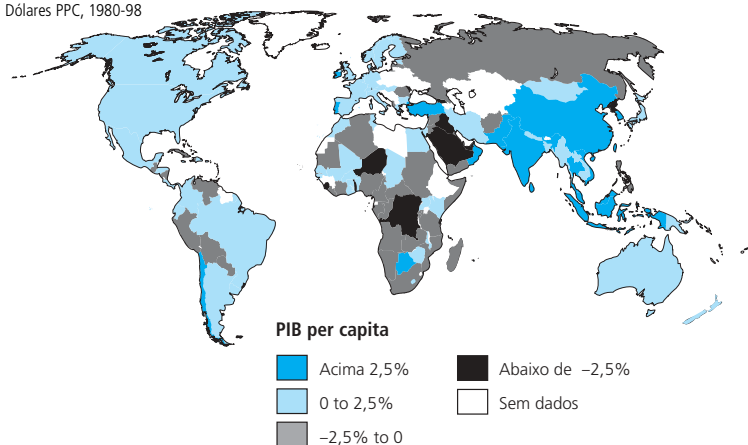 Dólares PPC, 1980-98
PIB per capita
Acima 2,5%
0 to 2,5%
–2,5% to 0
Abaixo de –2,5%
Sem dados